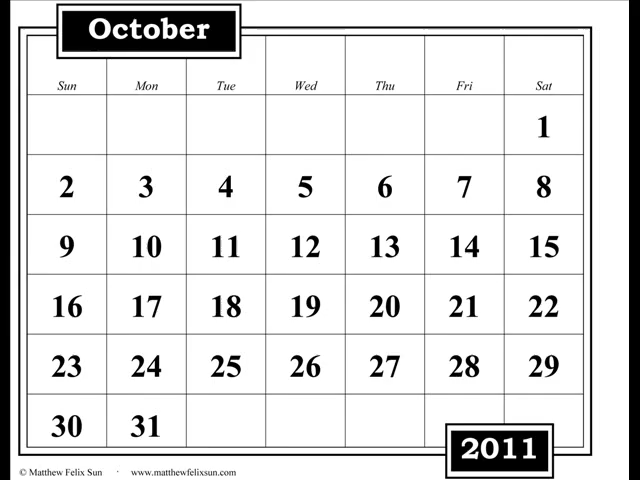 October
Sun Mon Tue Wed Thu Fri Sat
1
2 3 4 5 6 7 8
9 10 11 12 13 14 15
16 17 18 19 20 21 22
23 24 25 26 27 28 29
30 31
2011
© Matthew Felix Sun · www.matthewfelixsun.com